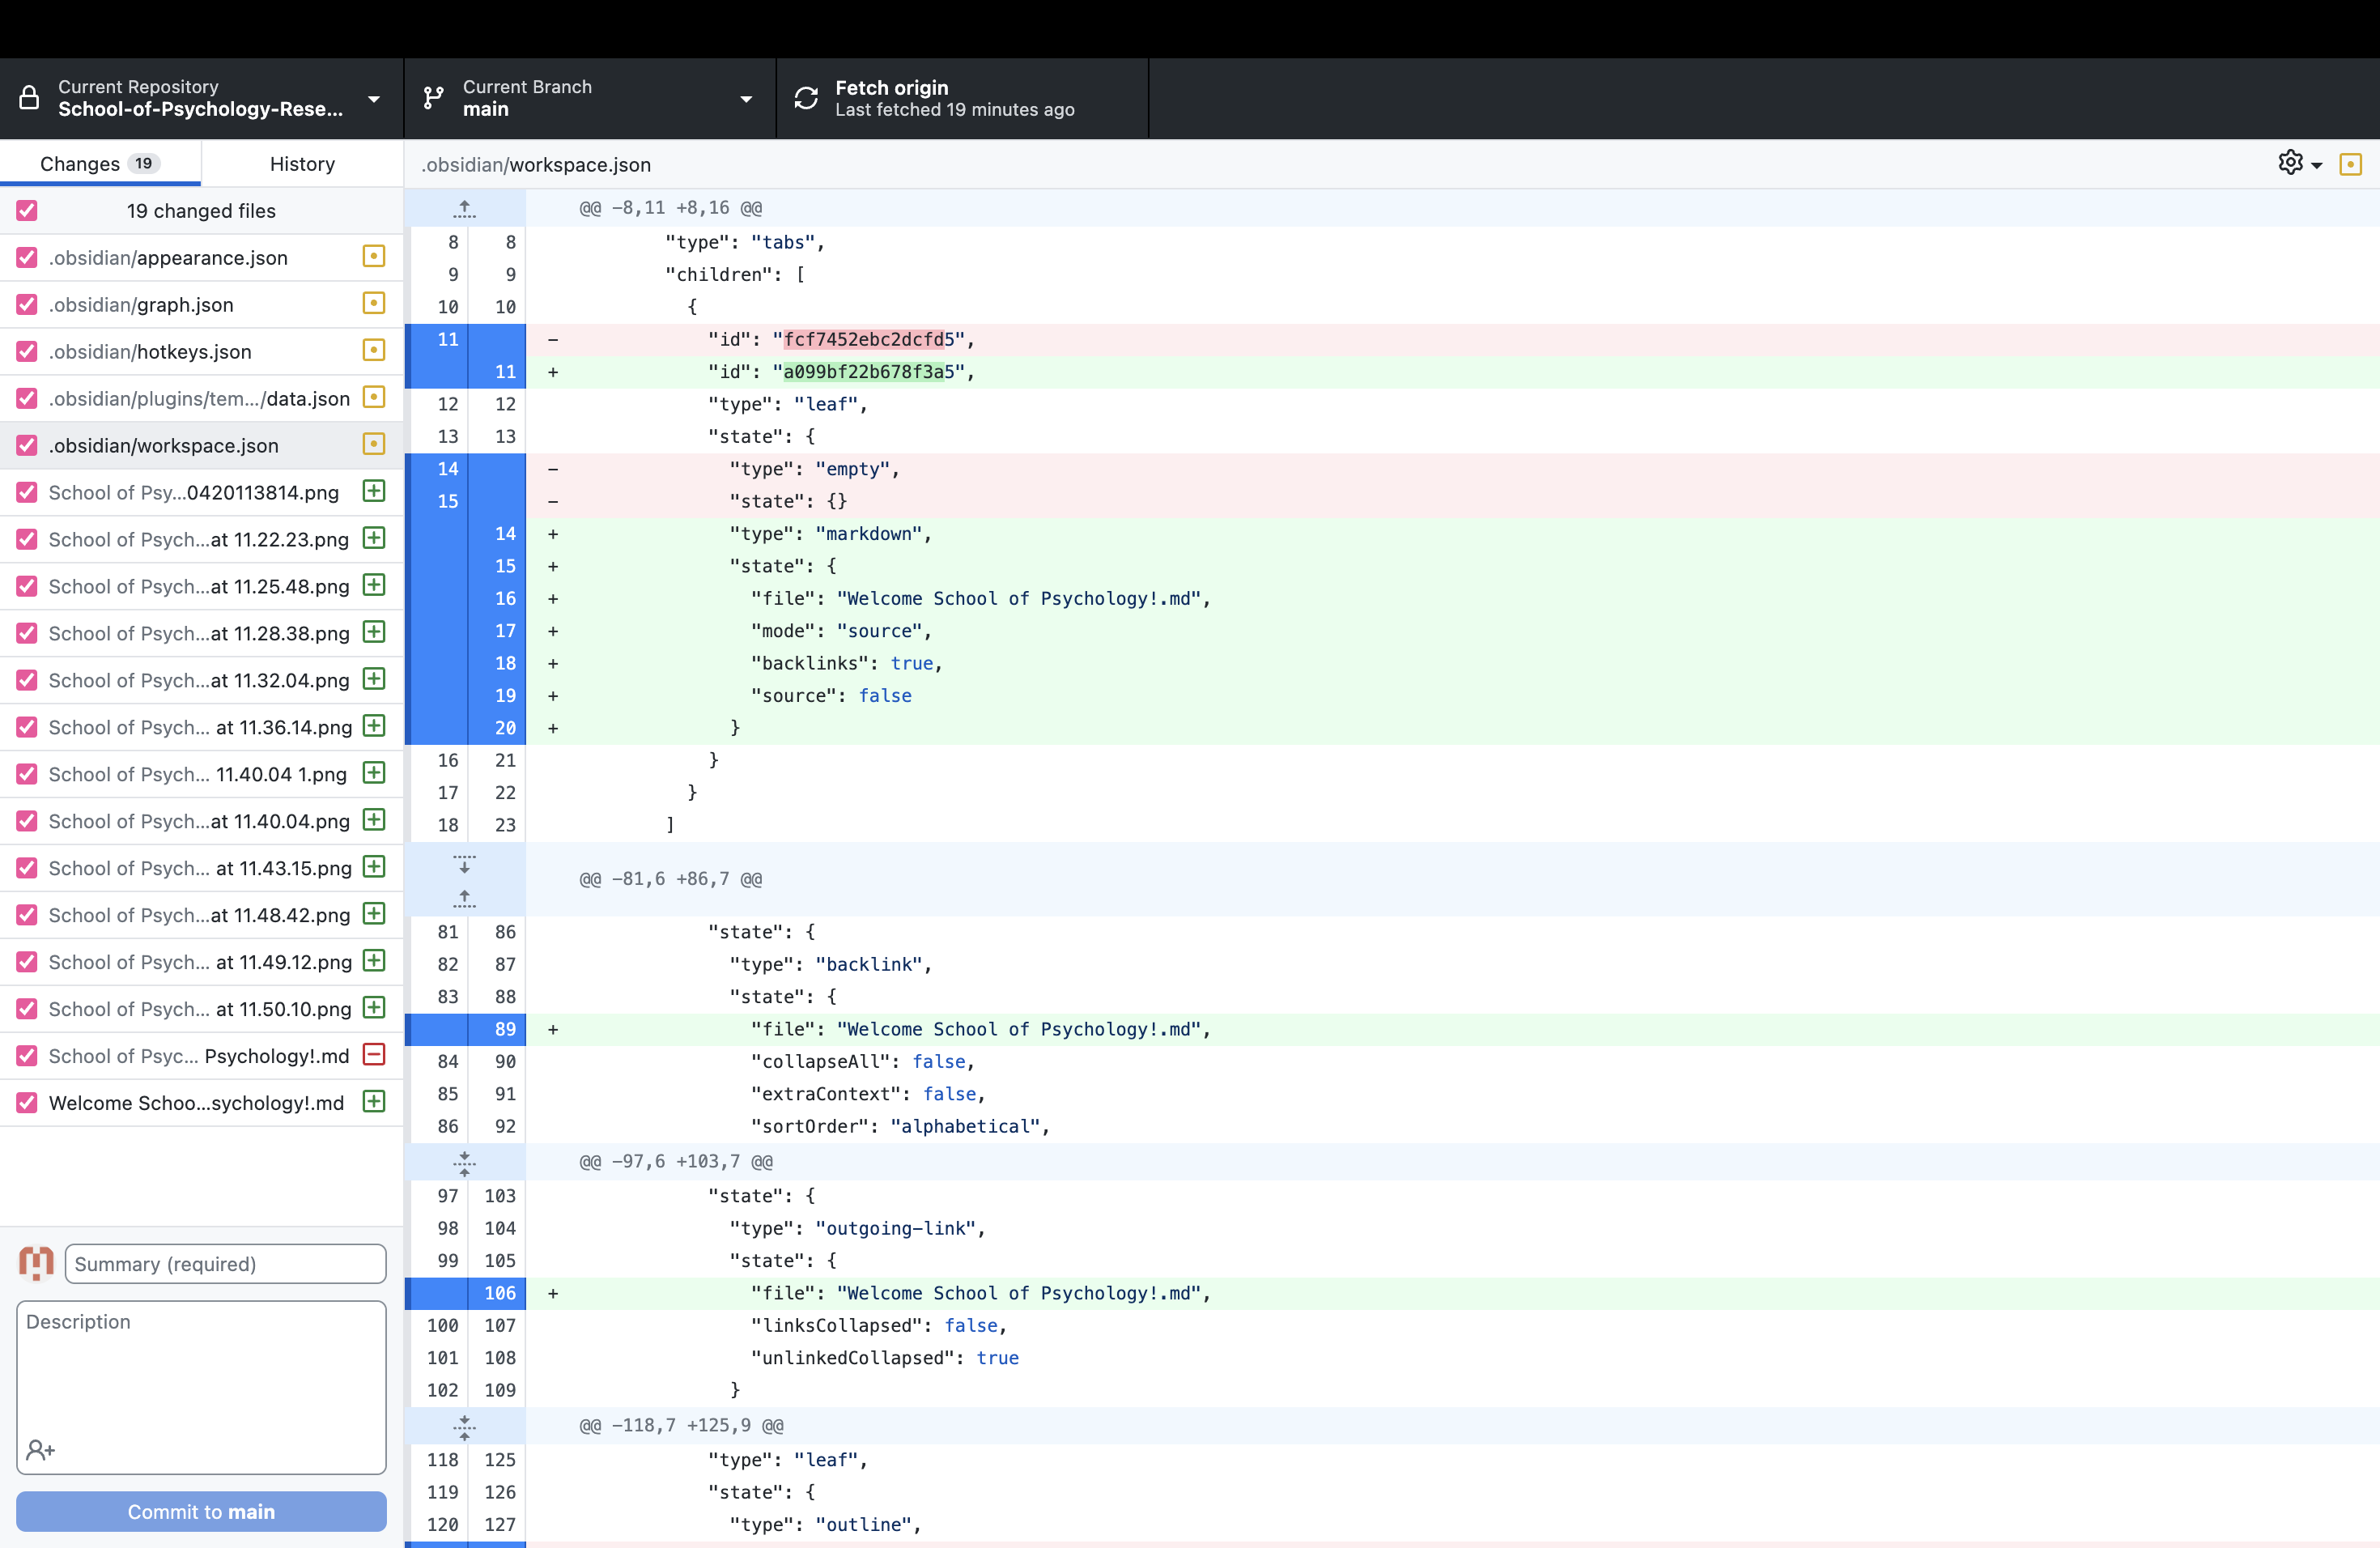 Current Repository
School-of-Psychology-Rese...
Current Branch
main
Fetch origin
Last fetched 19 minutes ago
Changes 19
History
19 changed files
.obsidian/appearance.json
.obsidian/graph.json
.obsidian/hotkeys.json
.obsidian/plugins/tem.../data.json
.obsidian/workspace.json
School of Psy...0420113814.png
School of Psych...at 11.22.23.png
School of Psych...at 11.25.48.png
School of Psych...at 11.28.38.png
School of Psych...at 11.32.04.png
School of Psych... at 11.36.14.png
School of Psych... 11.40.04 1.png
School of Psych...at 11.40.04.png
School of Psych... at 11.43.15.png
School of Psych...at 11.48.42.png
School of Psych... at 11.49.12.png
School of Psych... at 11.50.10.png
School of Psyc... Psychology!.md
Welcome Schoo...sychology!.md
Summary (required)
Description
Commit to main
.obsidian/workspace.json
@@ -8,11 +8,16 @@
8 8 "type": "tabs",
9 9 "children": [
10 10 {
11 - "id": "fcf7452ebc2dcfd5",
11 + "id": "a099bf22b678f3a5",
12 12 "type": "leaf",
13 13 "state": {
14 - "type": "empty",
15 - "state": {}
14 + "type": "markdown",
15 + "state": {
16 + "file": "Welcome School of Psychology!.md",
17 + "mode": "source",
18 + "backlinks": true,
19 + "source": false
20 + }
16 21 }
17 22 }
18 23 ]
@@ -81,6 +86,7 @@
81 86 "state": {
82 87 "type": "backlink",
83 88 "state": {
89 + "file": "Welcome School of Psychology!.md",
84 90 "collapseAll": false,
85 91 "extraContext": false,
86 92 "sortOrder": "alphabetical",
@@ -97,6 +103,7 @@
97 103 "state": {
98 104 "type": "outgoing-link",
99 105 "state": {
106 + "file": "Welcome School of Psychology!.md",
100 107 "linksCollapsed": false,
101 108 "unlinkedCollapsed": true
102 109 }
@@ -118,7 +125,9 @@
118 125 "type": "leaf",
119 126 "state": {
120 127 "type": "outline",